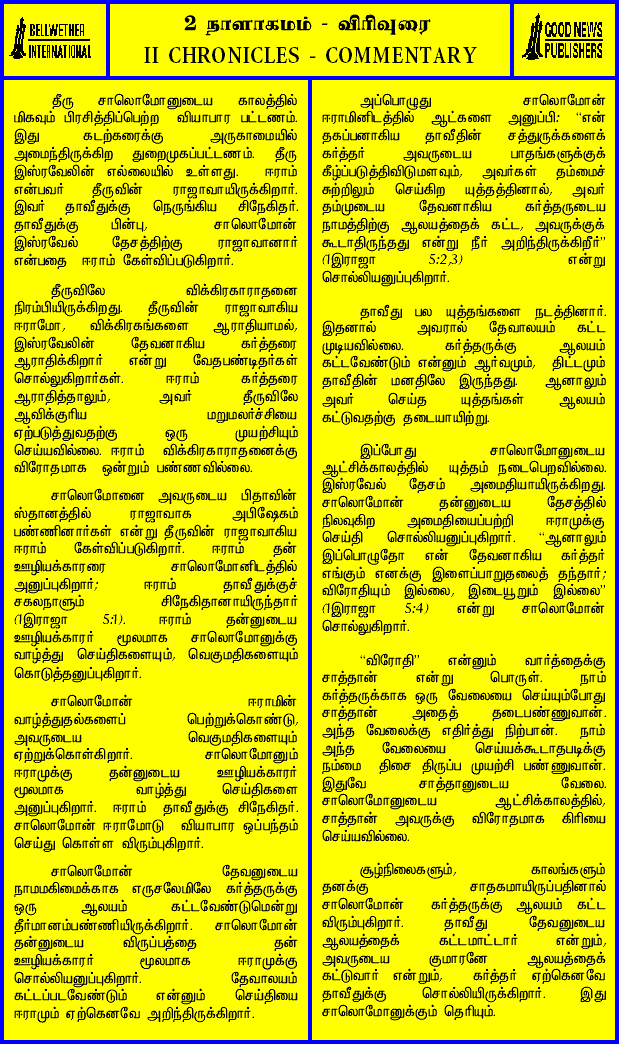 BELLWETHER
INTERNATIONAL
2 நாளாகமம் - விரிவுரை
II CHRONICLES - COMMENTARY
GOOD NEWS
PUBLISHERS
தீரு சாலொமோனுடைய காலத்தில்
மிகவும் பிரசித்திப்பெற்ற வியாபார பட்டணம்.
இது கடற்கரைக்கு அருகாமையில்
அமைந்திருக்கிற துறைமுகப்பட்டணம். தீரு
இஸ்ரவேலின் எல்லையில் உள்ளது. ஈராம்
என்பவர் தீருவின் ராஜாவாயிருக்கிறார்.
இவர் தாவீதுக்கு நெருங்கிய சிநேகிதர்.
தாவீதுக்கு பின்பு, சாலொமோன்
இஸ்ரவேல் தேசத்திற்கு ராஜாவானார்
என்பதை ஈராம் கேள்விப்படுகிறார்.
தீருவிலே விக்கிரகாராதனை
நிரம்பியிருக்கிறது. தீருவின் ராஜாவாகிய
ஈராமோ, விக்கிரகங்களை ஆராதியாமல்,
இஸ்ரவேலின் தேவனாகிய கர்த்தரை
ஆராதிக்கிறார் என்று வேதபண்டிதர்கள்
சொல்லுகிறார்கள். ஈராம் கர்த்தரை
ஆராதித்தாலும், அவர் தீருவிலே
ஆவிக்குரிய மறுமலர்ச்சியை
ஏற்படுத்துவதற்கு ஒரு முயற்சியும்
செய்யவில்லை. ஈராம் விக்கிரகாராதனைக்கு
விரோதமாக ஒன்றும் பண்ணவில்லை.
சாலொமோனை அவருடைய பிதாவின்
ஸ்தானத்தில் ராஜாவாக அபிஷேகம்
பண்ணினார்கள் என்று தீருவின் ராஜாவாகிய
ஈராம் கேள்விப்படுகிறார். ஈராம் தன்
ஊழியக்காரரை சாலொமோனிடத்தில்
அனுப்புகிறார்; ஈராம் தாவீதுக்குச்
சகலநாளும் சிநேகிதனாயிருந்தார்
(1இராஜா 5:1). ஈராம் தன்னுடைய
ஊழியக்காரர் மூலமாக சாலொமோனுக்கு
வாழ்த்து செய்திகளையும், வெகுமதிகளையும்
கொடுத்தனுப்புகிறார்.
சாலொமோன் ஈராமின்
வாழ்த்துதல்களைப் பெற்றுக்கொண்டு,
அவருடைய வெகுமதிகளையும்
ஏற்றுக்கொள்கிறார். சாலொமோனும்
ஈராமுக்கு தன்னுடைய ஊழியக்காரர்
மூலமாக வாழ்த்து செய்திகளை
அனுப்புகிறார். ஈராம் தாவீதுக்கு சிநேகிதர்.
சாலொமோன் ஈராமோடு வியாபார ஒப்பந்தம்
செய்து கொள்ள விரும்புகிறார்.
சாலொமோன் தேவனுடைய
நாமமகிமைக்காக எருசலேமிலே கர்த்தருக்கு
ஒரு ஆலயம் கட்டவேண்டுமென்று
தீர்மானம்பண்ணியிருக்கிறார். சாலொமோன்
தன்னுடைய விருப்பத்தை தன்
ஊழியக்காரர் மூலமாக ஈராமுக்கு
சொல்லியனுப்புகிறார். தேவாலயம்
கட்டப்படவேண்டும் என்னும் செய்தியை
ஈராமும் ஏற்கெனவே அறிந்திருக்கிறார்.
அப்பொழுது சாலொமோன்
ஈராமினிடத்தில் ஆட்களை அனுப்பி: “என்
தகப்பனாகிய தாவீதின் சத்துருக்களைக்
கர்த்தர் அவருடைய பாதங்களுக்குக்
கீழ்ப்படுத்திவிடுமளவும், அவர்கள் தம்மைச்
சுற்றிலும் செய்கிற யுத்தத்தினால், அவர்
தம்முடைய தேவனாகிய கர்த்தருடைய
நாமத்திற்கு ஆலயத்தைக் கட்ட, அவருக்குக்
கூடாதிருந்தது என்று நீர் அறிந்திருக்கிறீர்”
(1இராஜா 5:2,3) என்று
சொல்லியனுப்புகிறார்.
தாவீது பல யுத்தங்களை நடத்தினார்.
இதனால் அவரால் தேவாலயம் கட்ட
முடியவில்லை. கர்த்தருக்கு ஆலயம்
கட்டவேண்டும் என்னும் ஆர்வமும், திட்டமும்
தாவீதின் மனதிலே இருந்தது. ஆனாலும்
அவர் செய்த யுத்தங்கள் ஆலயம்
கட்டுவதற்கு தடையாயிற்று.
இப்போது சாலொமோனுடைய
ஆட்சிக்காலத்தில் யுத்தம் நடைபெறவில்லை.
இஸ்ரவேல் தேசம் அமைதியாயிருக்கிறது.
சாலொமோன் தன்னுடைய தேசத்தில்
நிலவுகிற அமைதியைப்பற்றி ஈராமுக்கு
செய்தி சொல்லியனுப்புகிறார். “ஆனாலும்
இப்பொழுதோ என் தேவனாகிய கர்த்தர்
எங்கும் எனக்கு இளைப்பாறுதலைத் தந்தார்;
விரோதியும் இல்லை, இடையூறும் இல்லை”
(1இராஜா 5:4) என்று சாலொமோன்
சொல்லுகிறார்.
“விரோதி” என்னும் வார்த்தைக்கு
சாத்தான் என்று பொருள். நாம்
கர்த்தருக்காக ஒரு வேலையை செய்யும்போது
சாத்தான் அதைத் தடைபண்ணுவான்.
அந்த வேலைக்கு எதிர்த்து நிற்பான். நாம்
அந்த வேலையை செய்யக்கூடாதபடிக்கு
நம்மை திசை திருப்ப முயற்சி பண்ணுவான்.
இதுவே சாத்தானுடைய வேலை.
சாலொமோனுடைய ஆட்சிக்காலத்தில்,
சாத்தான் அவருக்கு விரோதமாக கிரியை
செய்யவில்லை.
சூழ்நிலைகளும், காலங்களும்
தனக்கு சாதகமாயிருப்பதினால்
சாலொமோன் கர்த்தருக்கு ஆலயம் கட்ட
விரும்புகிறார். தாவீது தேவனுடைய
ஆலயத்தைக் கட்டமாட்டார் என்றும்,
அவருடைய குமாரனே ஆலயத்தைக்
கட்டுவார் என்றும், கர்த்தர் ஏற்கெனவே
தாவீதுக்கு சொல்லியிருக்கிறார். இது
சாலொமோனுக்கும் தெரியும்.